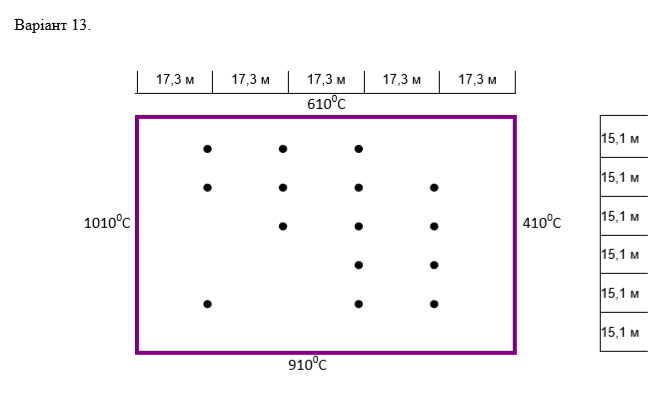 Варіант 13.
17,3 м 17,3 м 17,3 м 17,3 м 17,3 м
610⁰C
15,1 м
15,1 м
1010⁰C 410⁰C 15,1 м
15,1 м
15,1 м
15,1 м
910⁰C